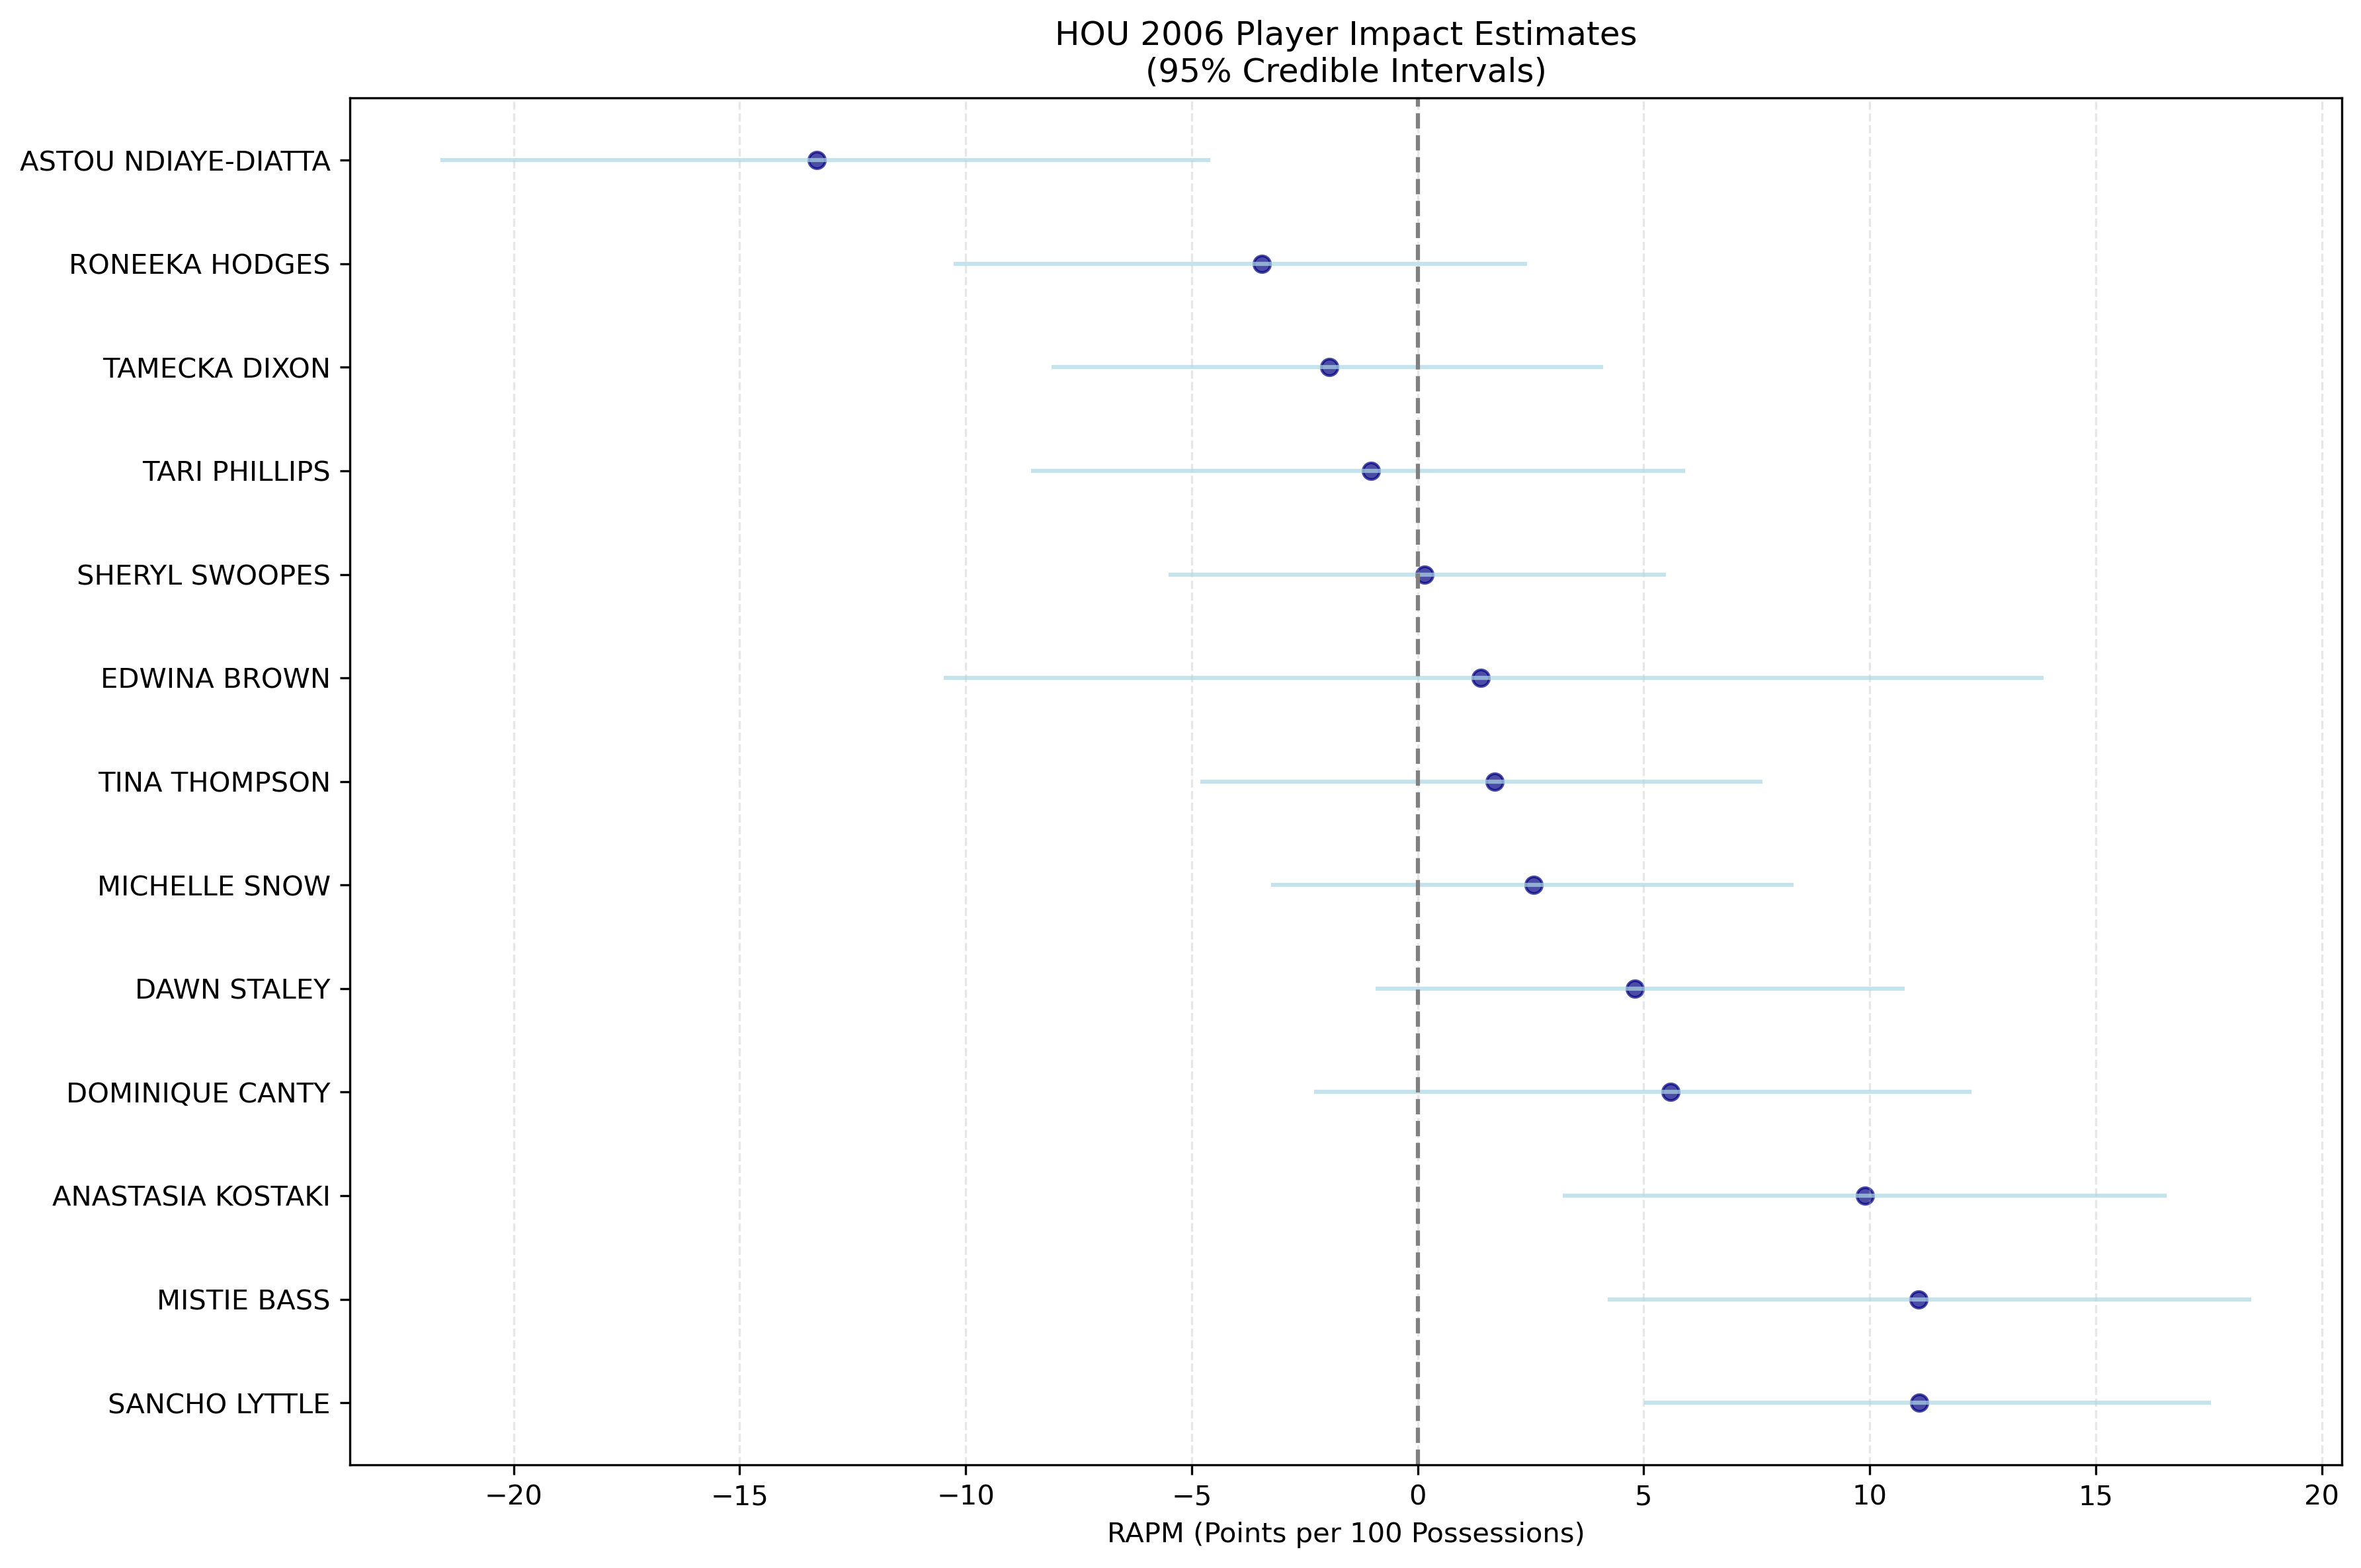 HOU 2006 Player Impact Estimates
(95% Credible Intervals)
ASTOU NDIAYE-DIATTA
RONEEKA HODGES
TAMECKA DIXON
TARI PHILLIPS
SHERYL SWOOPES
EDWINA BROWN
TINA THOMPSON
MICHELLE SNOW
DAWN STALEY
DOMINIQUE CANTY
ANASTASIA KOSTAKI
MISTIE BASS
SANCHO LYTTLE
−20 −15 −10 −5 0 5 10 15 20
RAPM (Points per 100 Possessions)